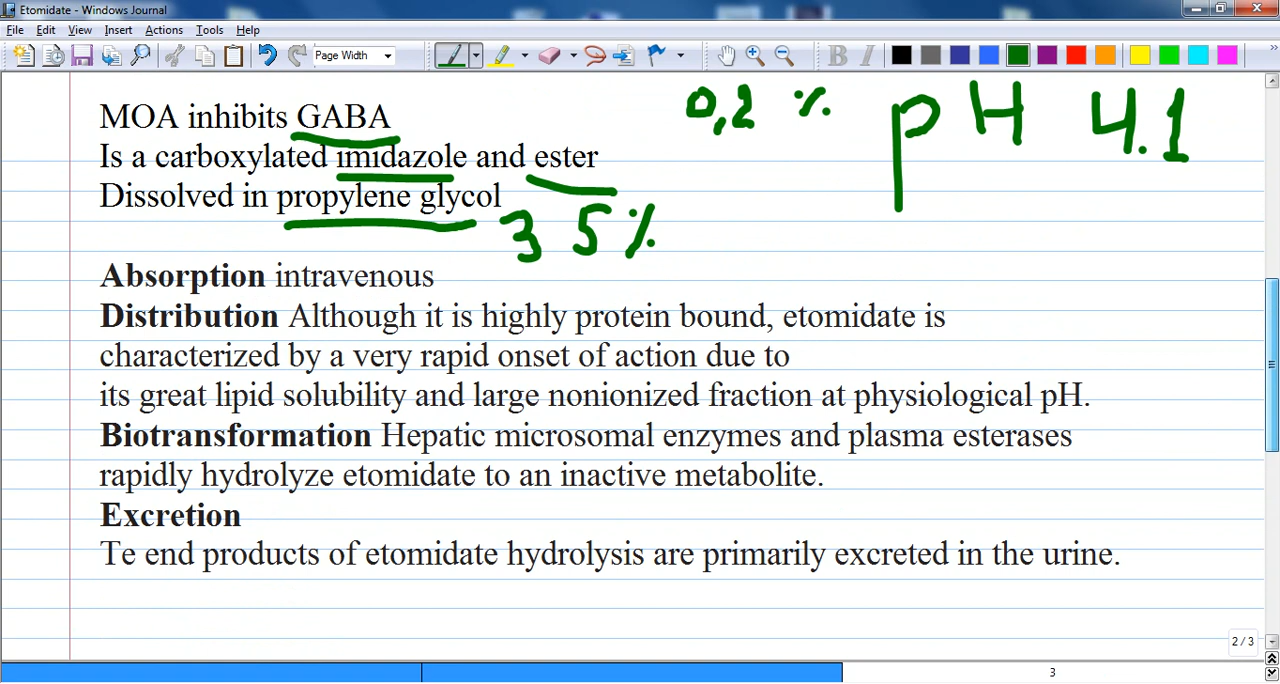 Etomidate - Windows Journal
File Edit View Insert Actions Tools Help
Page Width
B I
MOA inhibits GABA
0,2 % pH 4.1
Is a carboxylated imidazole and ester
Dissolved in propylene glycol
35%
Absorption intravenous
Distribution Although it is highly protein bound, etomidate is
characterized by a very rapid onset of action due to
its great lipid solubility and large nonionized fraction at physiological pH.
Biotransformation Hepatic microsomal enzymes and plasma esterases
rapidly hydrolyze etomidate to an inactive metabolite.
Excretion
Te end products of etomidate hydrolysis are primarily excreted in the urine.
2 / 3
3